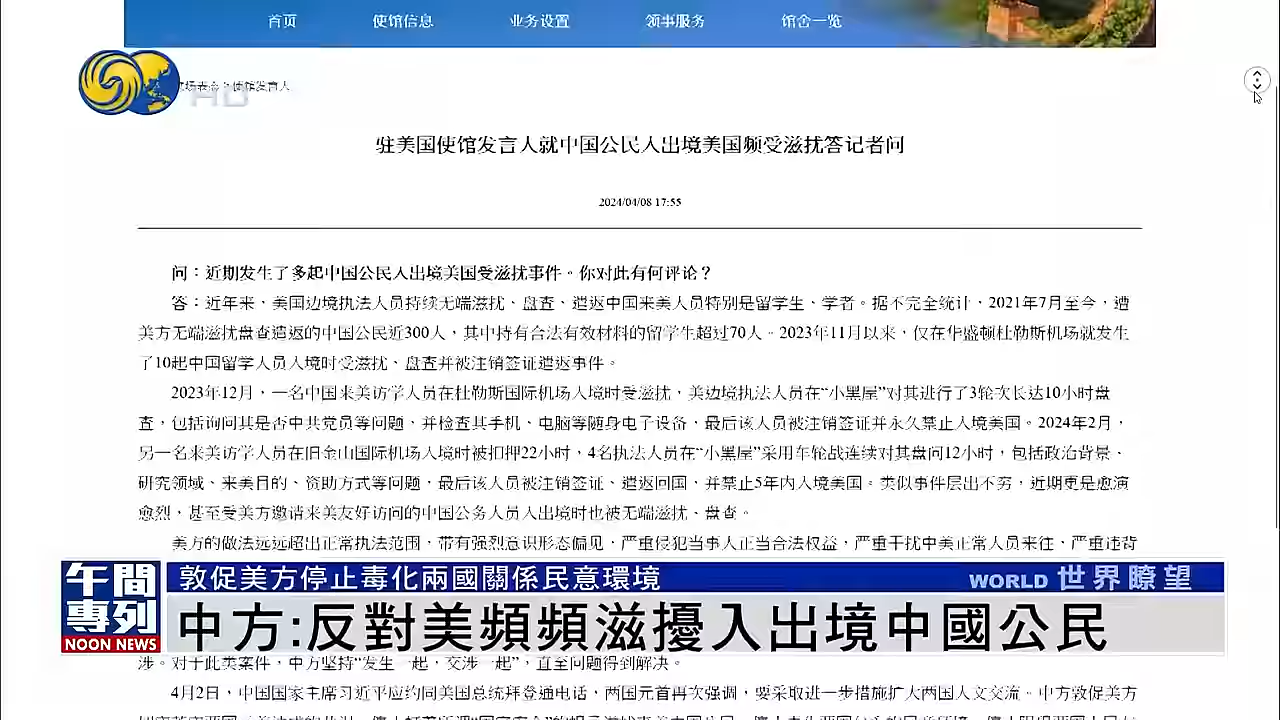 首页 使馆信息 业务设置 领事服务 馆舍一览
场表态 > 使馆发言人
HD
驻美国使馆发言人就中国公民入出境美国频受滋扰答记者问
2024/04/08 17:55
问：近期发生了多起中国公民入出境美国受滋扰事件。你对此有何评论？
答：近年来，美国边境执法人员持续无端滋扰、盘查、遣返中国来美人员特别是留学生、学者。据不完全统计，2021年7月至今，遭
美方无端滋扰盘查遣返的中国公民近300人，其中持有合法有效材料的留学生超过70人。2023年11月以来，仅在华盛顿杜勒斯机场就发生
了10起中国留学人员入境时受滋扰、盘查并被注销签证遣返事件。
2023年12月，一名中国来美访学人员在杜勒斯国际机场入境时受滋扰，美边境执法人员在“小黑屋”对其进行了3轮次长达10小时盘
查，包括询问其是否中共党员等问题，并检查其手机、电脑等随身电子设备，最后该人员被注销签证并永久禁止入境美国。2024年2月，
另一名来美访学人员在旧金山国际机场入境时被扣押22小时，4名执法人员在“小黑屋”采用车轮战连续对其盘问12小时，包括政治背景、
研究领域、来美目的、资助方式等问题，最后该人员被注销签证、遣返回国，并禁止5年内入境美国。类似事件层出不穷，近期更是愈演
愈烈，甚至受美方邀请来美友好访问的中国公务人员入出境时也被无端滋扰、盘查。
美方的做法远远超出正常执法范围，带有强烈意识形态偏见，严重侵犯当事人正当合法权益，严重干扰中美正常人员来往，严重违背
午間專列
NOON NEWS
敦促美方停止毒化兩國關係民意環境
WORLD 世界瞭望
中方:反對美頻頻滋擾入出境中國公民
涉。对于此类案件，中方坚持“发生一起，交涉一起”，直至问题得到解决。
4月2日，中国国家主席习近平应约同美国总统拜登通电话，两国元首再次强调，要采取进一步措施扩大两国人文交流。中方敦促美方